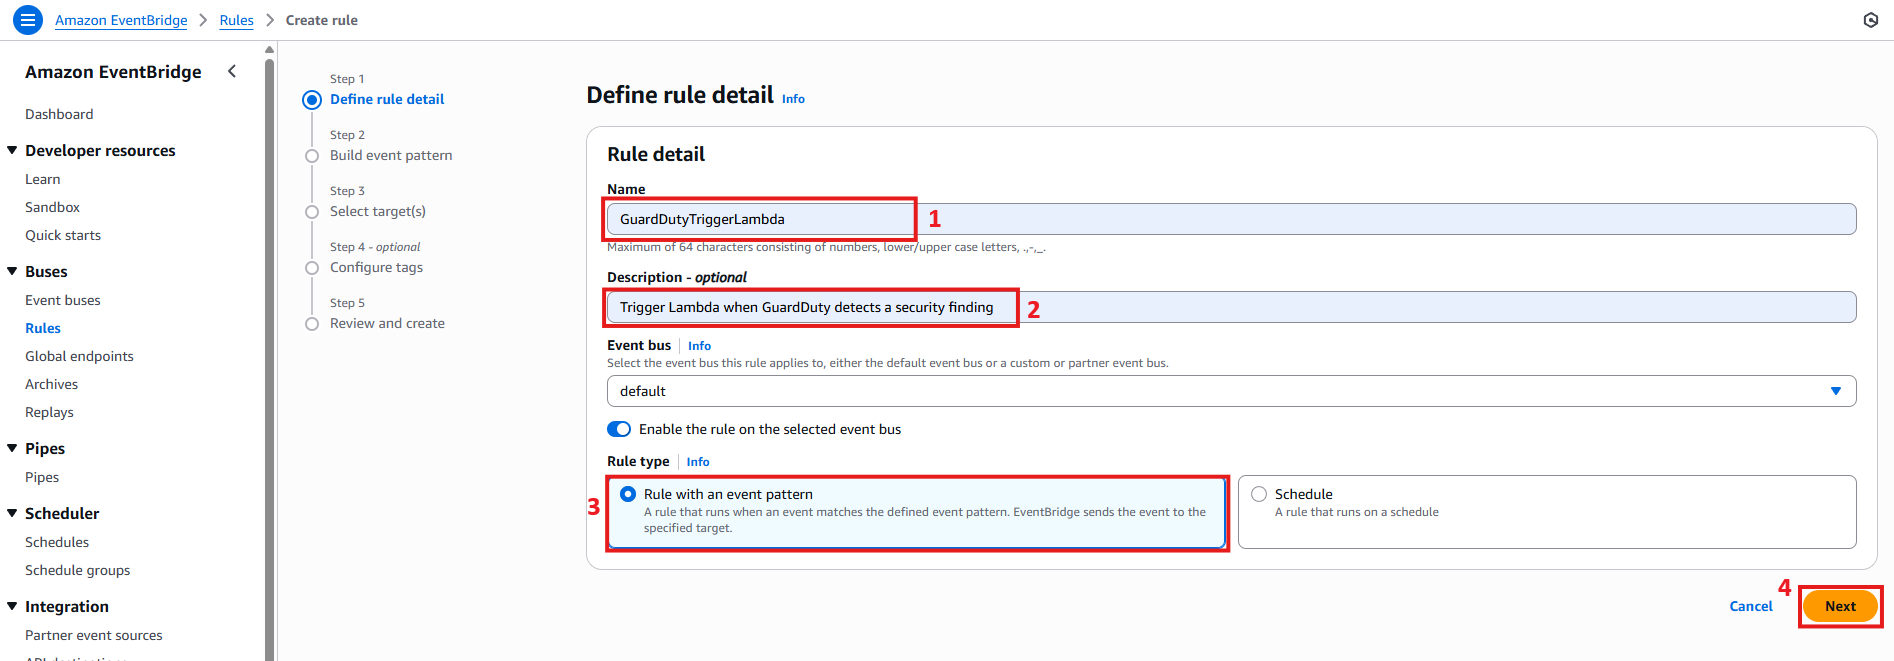 Amazon EventBridge > Rules > Create rule
Amazon EventBridge
Dashboard
Developer resources
Learn
Sandbox
Quick starts
Buses
Event buses
Rules
Global endpoints
Archives
Replays
Pipes
Pipes
Scheduler
Schedules
Schedule groups
Integration
Partner event sources
Step 1
Define rule detail
Step 2
Build event pattern
Step 3
Select target(s)
Step 4 - optional
Configure tags
Step 5
Review and create
Define rule detail Info
Rule detail
Name
GuardDutyTriggerLambda
1
Maximum of 64 characters consisting of numbers, lower/upper case letters, .,-,_.
Description - optional
Trigger Lambda when GuardDuty detects a security finding
2
Event bus Info
Select the event bus this rule applies to, either the default event bus or a custom or partner event bus.
default
Enable the rule on the selected event bus
Rule type Info
3
Rule with an event pattern
A rule that runs when an event matches the defined event pattern. EventBridge sends the event to the
specified target.
Schedule
A rule that runs on a schedule
4
Cancel
Next